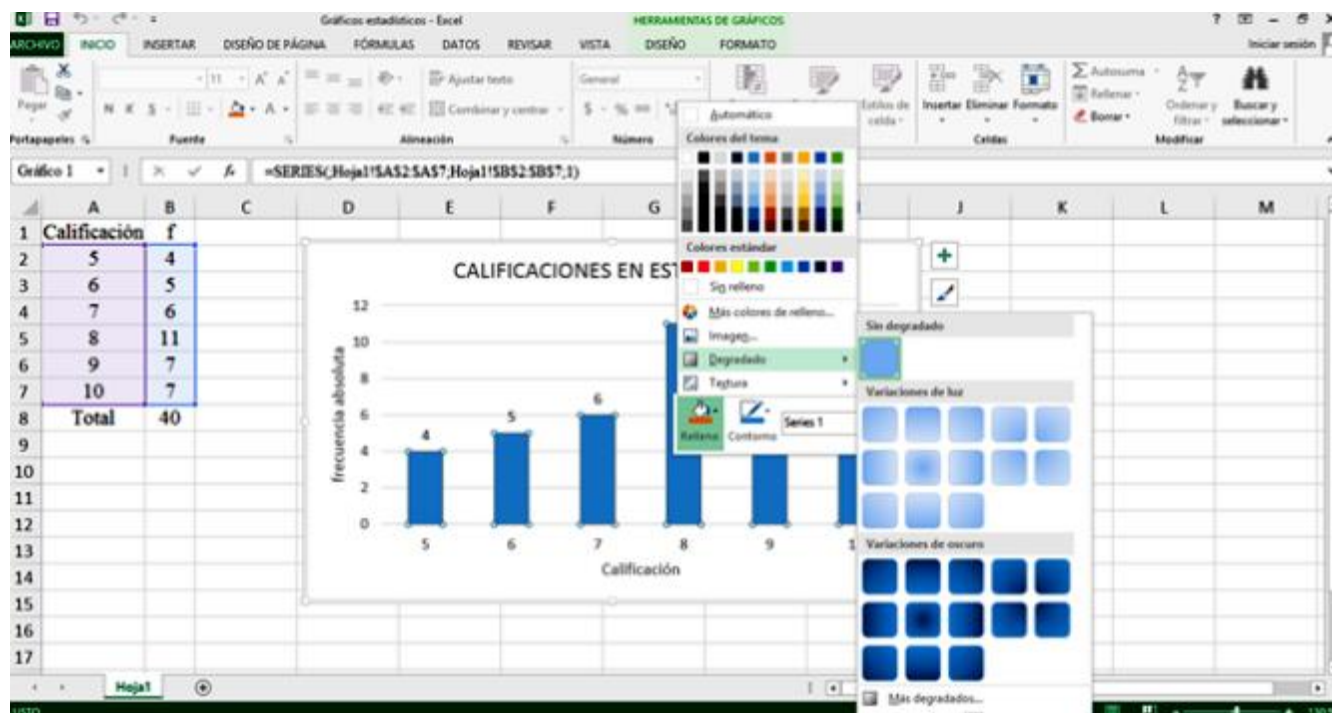 Gráficos estadísticos - Excel
HERRAMIENTAS DE GRÁFICOS
ARCHIVO INICIO INSERTAR DISEÑO DE PÁGINA FÓRMULAS DATOS REVISAR VISTA DISEÑO FORMATO Iniciar sesión
Pegar
11
N K S
Ajustar texto
Combinar y centrar
General
$ % 000
Estilos de celda
Insertar Eliminar Formato
Autosuma
Rellenar
Borrar
Ordenar y filtrar
Buscar y seleccionar
Portapapeles Fuente Alineación Número Celdas Modificar
Gráfico 1 fx =SERIES(;Hoja1!$A$2:$A$7;Hoja1!$B$2:$B$7;1)
A B C D E F G J K L M
1 Calificación f
2 5 4
3 6 5
4 7 6
5 8 11
6 9 7
7 10 7
8 Total 40
9
10
11
12
13
14
15
16
17
CALIFICACIONES EN EST
frecuencia absoluta
12
10
8
6
4
2
0
4 5 6
5 6 7 8 9 1
Calificación
Automático
Colores del tema
Colores estándar
Sin relleno
Más colores de relleno...
Imagen...
Degradado
Textura
Relleno Contorno Series 1
Sin degradado
Variaciones de luz
Variaciones de oscuro
Más degradados...
Hoja1
LISTO